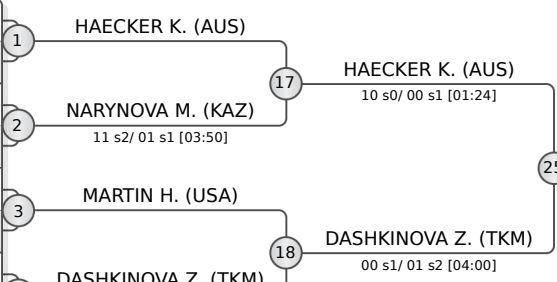 HAECKER K. (AUS)
1
17
HAECKER K. (AUS)
10 s0/ 00 s1 [01:24]
NARYNOVA M. (KAZ)
2
11 s2/ 01 s1 [03:50]
25
MARTIN H. (USA)
3
18
DASHKINOVA Z. (TKM)
00 s1/ 01 s2 [04:00]
DASHKINOVA Z. (TKM)